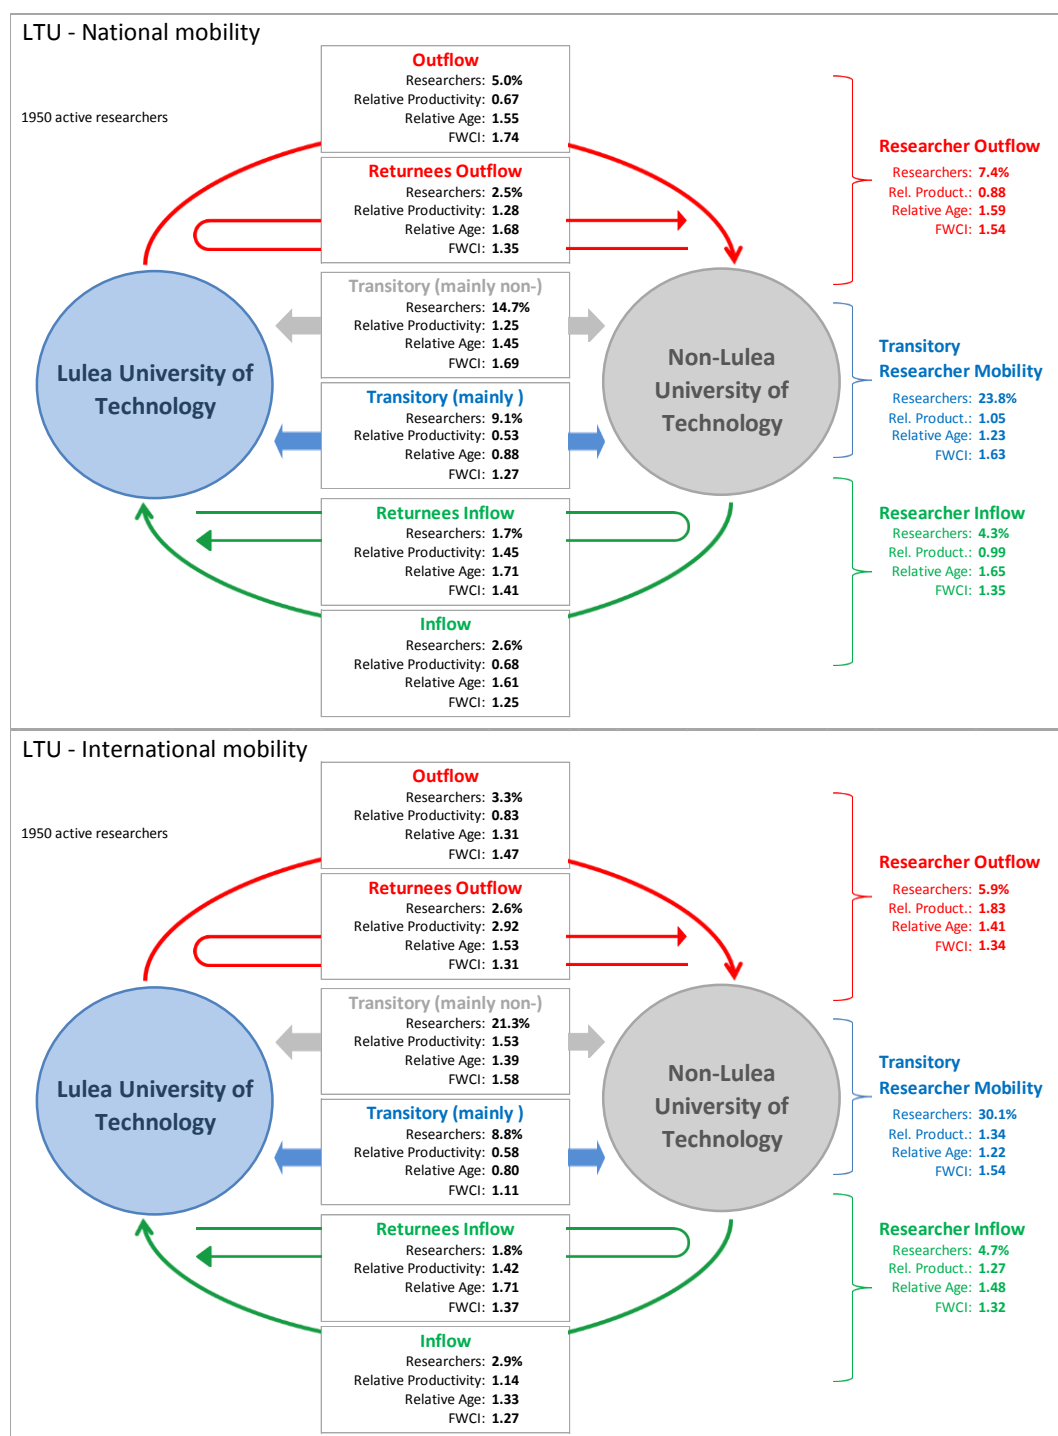 LTU - National mobility
1950 active researchers
Outflow
Researchers: 5.0%
Relative Productivity: 0.67
Relative Age: 1.55
FWCI: 1.74
Returnees Outflow
Researchers: 2.5%
Relative Productivity: 1.28
Relative Age: 1.68
FWCI: 1.35
Transitory (mainly non-)
Researchers: 14.7%
Relative Productivity: 1.25
Relative Age: 1.45
FWCI: 1.69
Transitory (mainly )
Researchers: 9.1%
Relative Productivity: 0.53
Relative Age: 0.88
FWCI: 1.27
Returnees Inflow
Researchers: 1.7%
Relative Productivity: 1.45
Relative Age: 1.71
FWCI: 1.41
Inflow
Researchers: 2.6%
Relative Productivity: 0.68
Relative Age: 1.61
FWCI: 1.25
Lulea University of
Technology
Non-Lulea
University of
Technology
Researcher Outflow
Researchers: 7.4%
Rel. Product.: 0.88
Relative Age: 1.59
FWCI: 1.54
Transitory
Researcher Mobility
Researchers: 23.8%
Rel. Product.: 1.05
Relative Age: 1.23
FWCI: 1.63
Researcher Inflow
Researchers: 4.3%
Rel. Product.: 0.99
Relative Age: 1.65
FWCI: 1.35
LTU - International mobility
1950 active researchers
Outflow
Researchers: 3.3%
Relative Productivity: 0.83
Relative Age: 1.31
FWCI: 1.47
Returnees Outflow
Researchers: 2.6%
Relative Productivity: 2.92
Relative Age: 1.53
FWCI: 1.31
Transitory (mainly non-)
Researchers: 21.3%
Relative Productivity: 1.53
Relative Age: 1.39
FWCI: 1.58
Transitory (mainly )
Researchers: 8.8%
Relative Productivity: 0.58
Relative Age: 0.80
FWCI: 1.11
Returnees Inflow
Researchers: 1.8%
Relative Productivity: 1.42
Relative Age: 1.71
FWCI: 1.37
Inflow
Researchers: 2.9%
Relative Productivity: 1.14
Relative Age: 1.33
FWCI: 1.27
Lulea University of
Technology
Non-Lulea
University of
Technology
Researcher Outflow
Researchers: 5.9%
Rel. Product.: 1.83
Relative Age: 1.41
FWCI: 1.34
Transitory
Researcher Mobility
Researchers: 30.1%
Rel. Product.: 1.34
Relative Age: 1.22
FWCI: 1.54
Researcher Inflow
Researchers: 4.7%
Rel. Product.: 1.27
Relative Age: 1.48
FWCI: 1.32